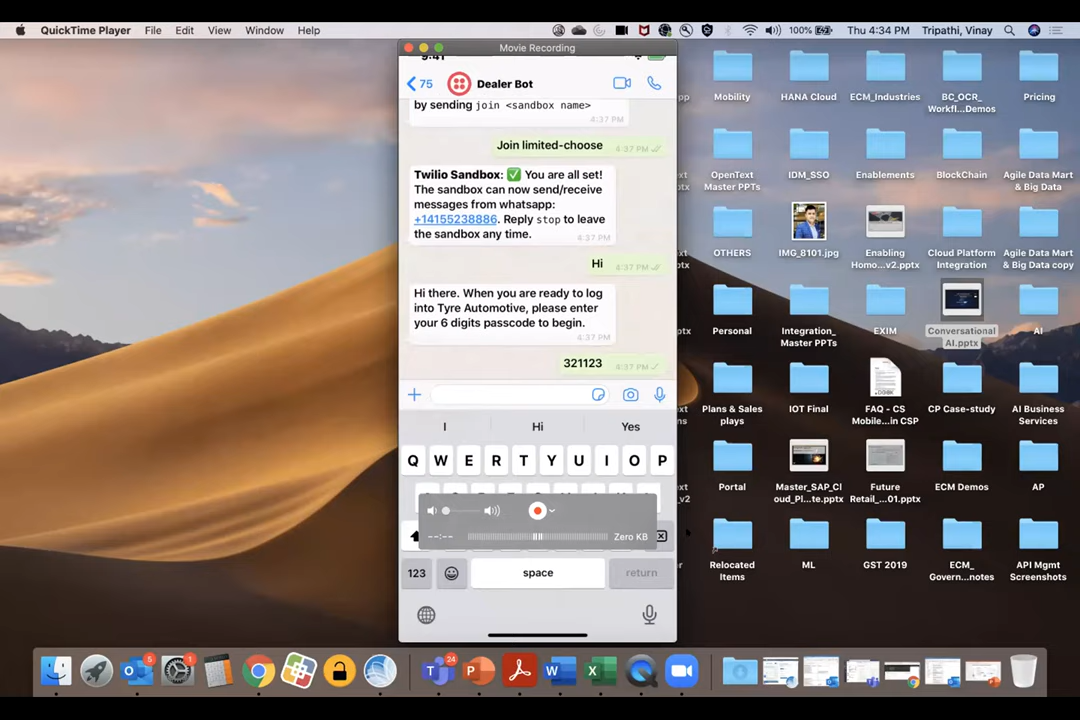 QuickTime Player File Edit View Window Help
100% Thu 4:34 PM Tripathi, Vinay
Movie Recording
9:41
75 Dealer Bot
by sending join <sandbox name>
4:37 PM
Join limited-choose 4:37 PM
Twilio Sandbox: ✅ You are all set!
The sandbox can now send/receive
messages from whatsapp:
+14155238886. Reply stop to leave
the sandbox any time.
4:37 PM
Hi 4:37 PM
Hi there. When you are ready to log
into Tyre Automotive, please enter
your 6 digits passcode to begin.
4:37 PM
321123 4:37 PM
I Hi Yes
Q W E R T Y U I O P
--:-- Zero KB
123 space return
Mobility
HANA Cloud
ECM_Industries
BC_OCR_
Workfl...Demos
Pricing
OpenText
Master PPTs
IDM_SSO
Enablements
BlockChain
Agile Data Mart
& Big Data
OTHERS
IMG_8101.jpg
Enabling
Homo...v2.pptx
Cloud Platform
Integration
Agile Data Mart
& Big Data copy
Personal
Integration_
Master PPTs
EXIM
Conversational
AI.pptx
AI
Plans & Sales
plays
IOT Final
FAQ - CS
Mobile...in CSP
CP Case-study
AI Business
Services
Portal
Master_SAP_Cl
oud_Pl...te.pptx
Future
Retail_...01.pptx
ECM Demos
AP
Relocated
Items
ML
GST 2019
ECM_
Govern...notes
API Mgmt
Screenshots
5 1 24